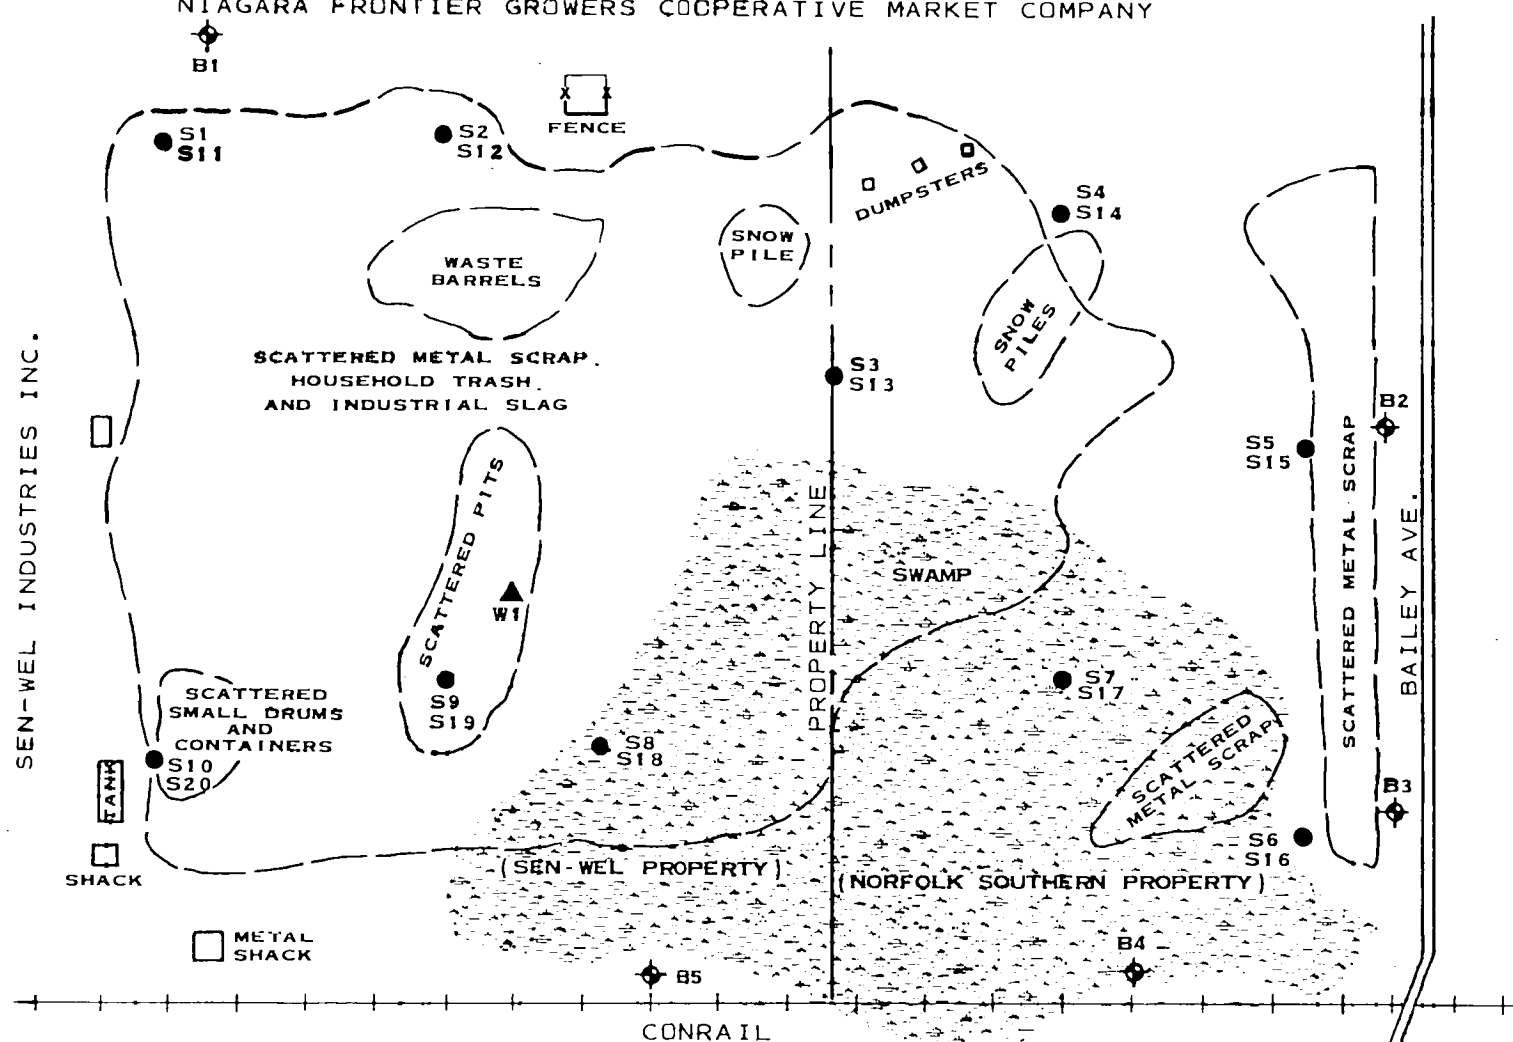 NIAGARA FRONTIER GROWERS COOPERATIVE MARKET COMPANY
B1
FENCE
S1
S11
S2
S12
DUMPSTERS
S4
S14
WASTE
BARRELS
SNOW
PILE
SNOW
PILES
SCATTERED METAL SCRAP.
HOUSEHOLD TRASH.
AND INDUSTRIAL SLAG
S3
S13
B2
S5
S15
SEN-WEL INDUSTRIES INC.
SCATTERED PITS
W1
PROPERTY LINE
SWAMP
SCATTERED METAL SCRAP
BAILEY AVE.
SCATTERED
SMALL DRUMS
AND
CONTAINERS
S10
S20
TANK
SHACK
S9
S19
S8
S18
S7
S17
SCATTERED
METAL SCRAP
B3
S6
S16
(SEN-WEL PROPERTY)
(NORFOLK SOUTHERN PROPERTY)
METAL
SHACK
B5
B4
CONRAIL